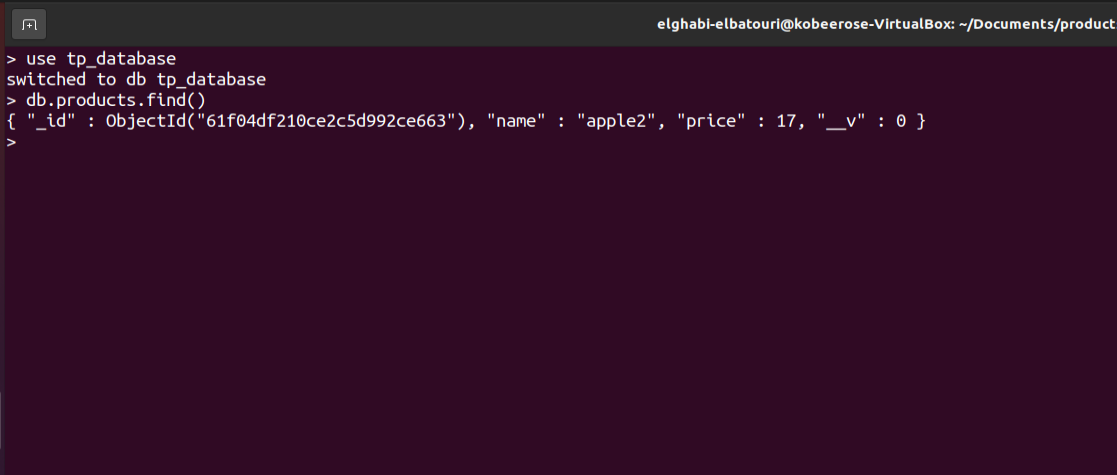 elghabi-elbatouri@kobeerose-VirtualBox: ~/Documents/product
> use tp_database
switched to db tp_database
> db.products.find()
{ "_id" : ObjectId("61f04df210ce2c5d992ce663"), "name" : "apple2", "price" : 17, "__v" : 0 }
>